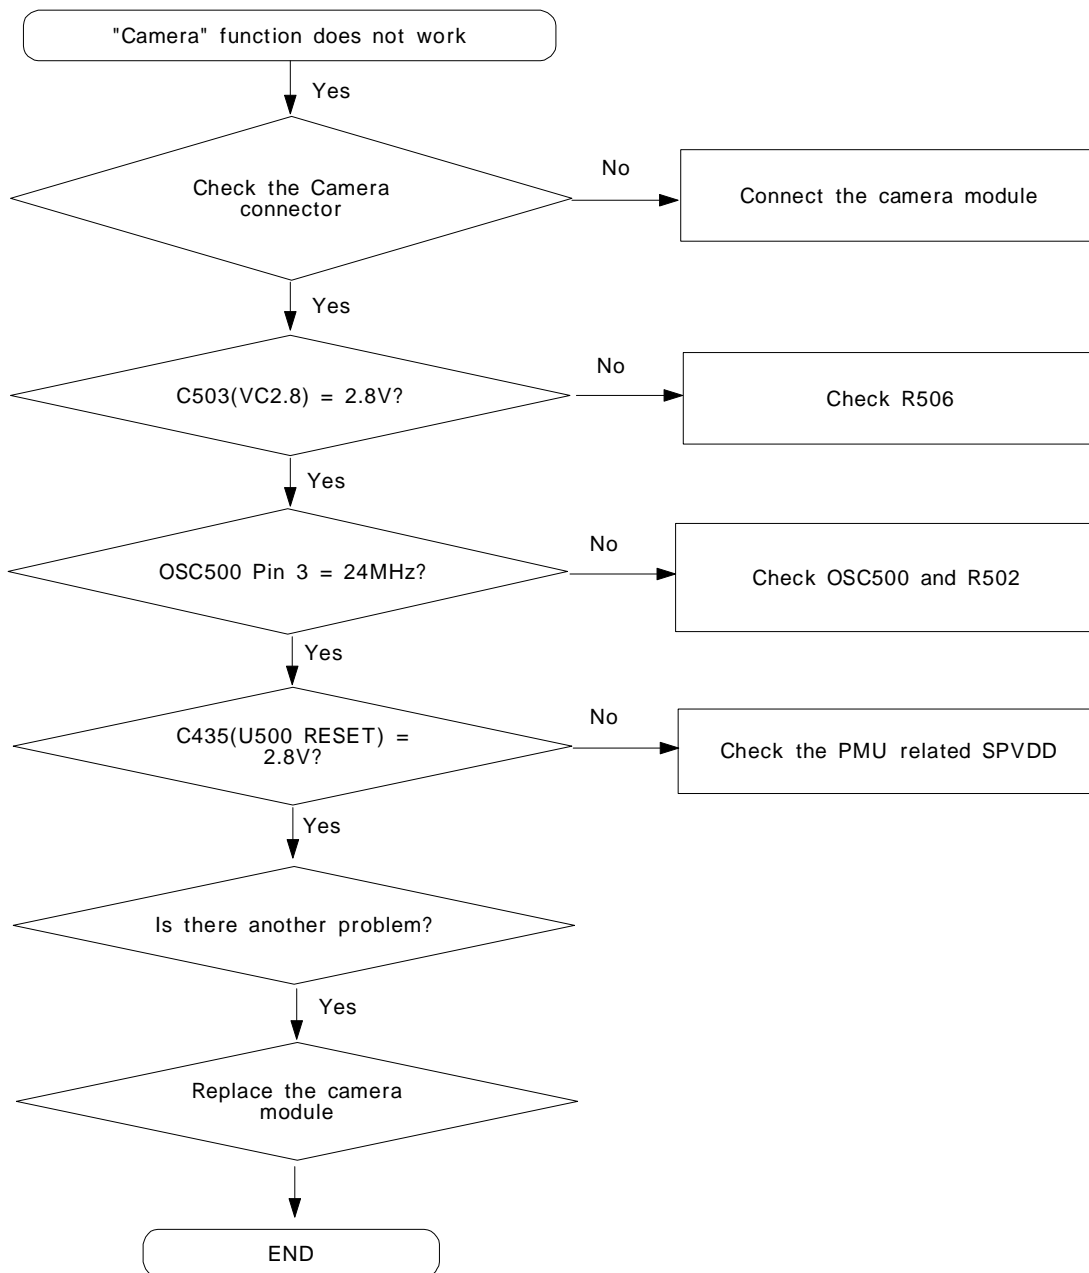 "Camera" function does not work
Yes
Check the Camera
connector
No
Connect the camera module
Yes
C503(VC2.8) = 2.8V?
No
Check R506
Yes
OSC500 Pin 3 = 24MHz?
No
Check OSC500 and R502
Yes
C435(U500 RESET) =
2.8V?
No
Check the PMU related SPVDD
Yes
Is there another problem?
Yes
Replace the camera
module
END